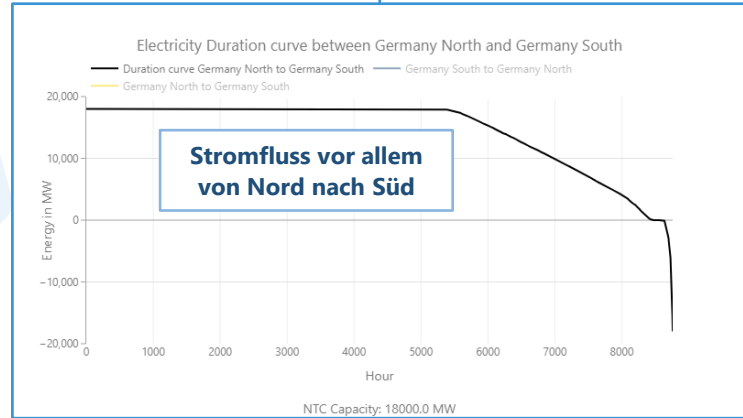 Electricity Duration curve between Germany North and Germany South
Duration curve Germany North to Germany South
Germany South to Germany North
Germany North to Germany South
20,000
10,000
0
−10,000
−20,000
Energy in MW
Stromfluss vor allem
von Nord nach Süd
0
1000
2000
3000
4000
5000
6000
7000
8000
Hour
NTC Capacity: 18000.0 MW